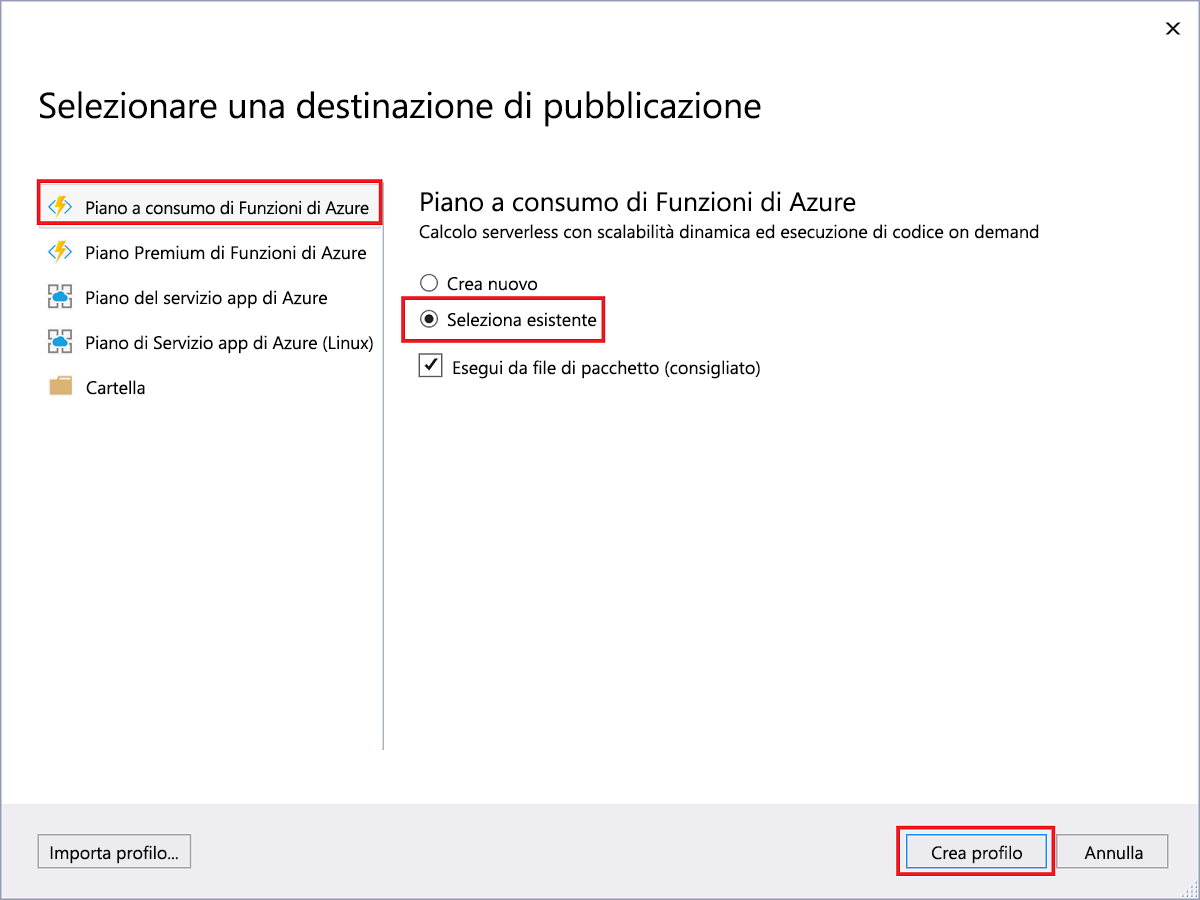 Selezionare una destinazione di pubblicazione
Piano a consumo di Funzioni di Azure
Piano Premium di Funzioni di Azure
Piano del servizio app di Azure
Piano di Servizio app di Azure (Linux)
Cartella
Piano a consumo di Funzioni di Azure
Calcolo serverless con scalabilità dinamica ed esecuzione di codice on demand
Crea nuovo
Seleziona esistente
Esegui da file di pacchetto (consigliato)
Importa profilo...
Crea profilo
Annulla